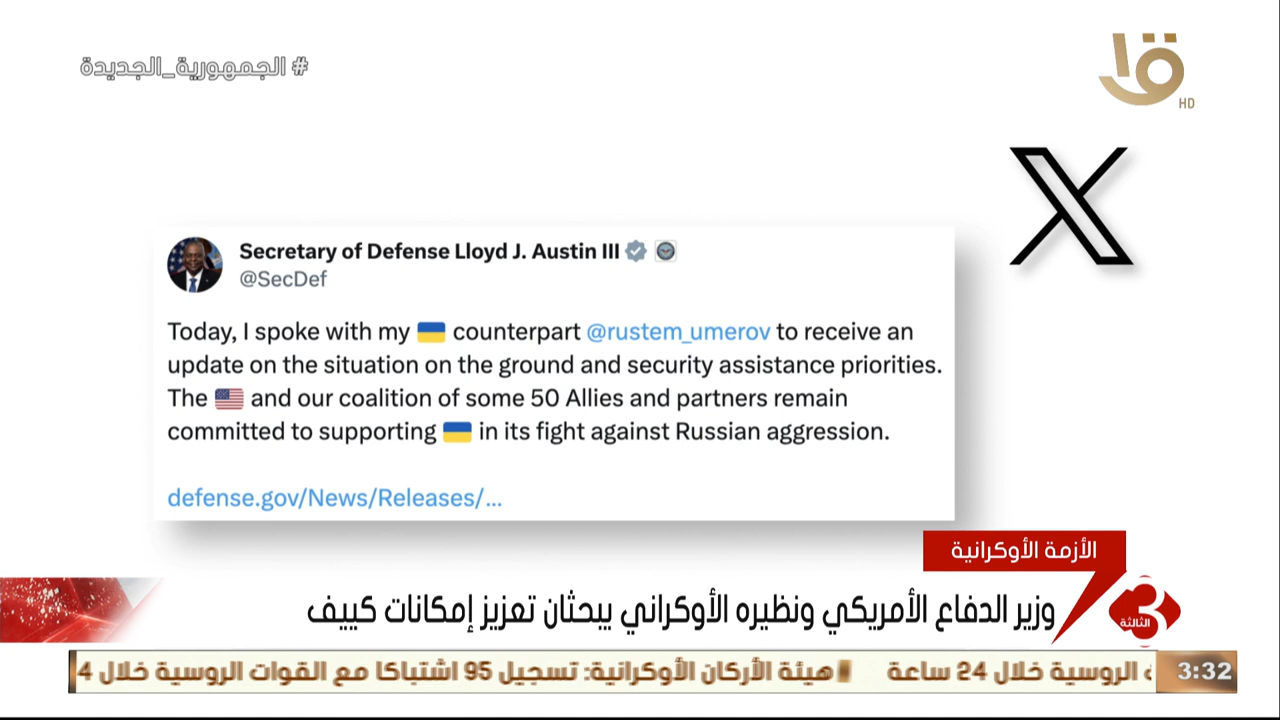 # الجمهورية_الجديدة
HD
Secretary of Defense Lloyd J. Austin III
@SecDef
Today, I spoke with my 🇺🇦 counterpart @rustem_umerov to receive an
update on the situation on the ground and security assistance priorities.
The 🇺🇸 and our coalition of some 50 Allies and partners remain
committed to supporting 🇺🇦 in its fight against Russian aggression.
defense.gov/News/Releases/...
الأزمة الأوكرانية
3 الثالثة
وزير الدفاع الأمريكي ونظيره الأوكراني يبحثان تعزيز إمكانات كييف
3:32
الروسية خلال 24 ساعة هيئة الأركان الأوكرانية: تسجيل 95 اشتباكا مع القوات الروسية خلال 4